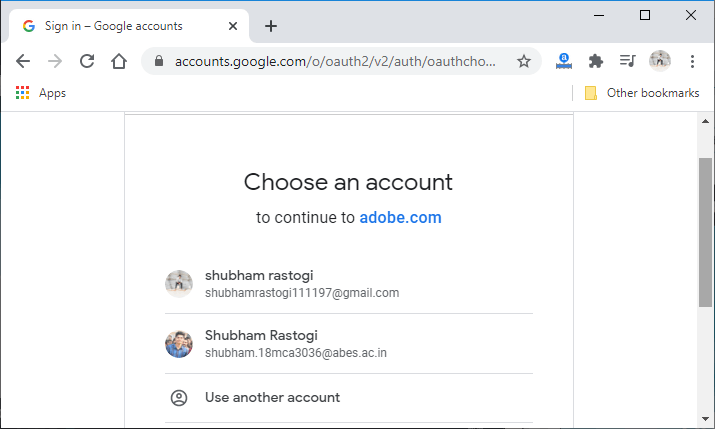 Sign in – Google accounts
accounts.google.com/o/oauth2/v2/auth/oauthcho...
Apps
Other bookmarks
Choose an account
to continue to adobe.com
shubham rastogi
shubhamrastogi111197@gmail.com
Shubham Rastogi
shubham.18mca3036@abes.ac.in
Use another account